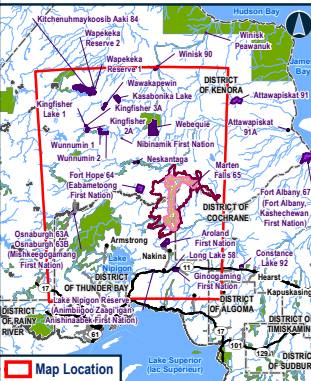 Hudson Bay
Kitchenuhmaykoosib Aaki 84
Wapekeka
Reserve 2
Winisk
Peawanuk
Wapekeka
Reserve 1
Winisk 90
James
Bay
Wawakapewin
DISTRICT
OF KENORA
Kasabonika Lake
Attawapiskat 91
Kingfisher
Lake 1
Kingfisher 3A
Kingfisher
2A
Webequie
Attawapiskat
91A
Wunnumin 1
Wunnumin 2
Nibinamik First Nation
Neskantaga
Marten
Falls 65
Fort Hope 64
(Eabametoong
First Nation)
Fort Albany 67
(Fort Albany,
Kashechewan
First Nation)
DISTRICT OF
COCHRANE
Osnaburgh 63A
Osnaburgh 63B
(Mishkeegogamang
First Nation)
Aroland
First Nation
Armstrong
Long Lake 58
Constance
Lake 92
Lake
Nipigon
Nakina
11
Hearst
Ginoogaming
First Nation
Kapuskasing
17
DISTRICT
OF THUNDER BAY
Lake Nipigon Reserve
(Animbiigoo Zaagi'igan
Anishinaabek First Nation)
DISTRICT
OF ALGOMA
DISTRICT
OF RAINY
RIVER
DISTRICT O
TIMISKAMIN
11
17
61
17
101
129
DISTRICT
OF SUDBUR
Lake Superior
(lac Supérieur)
Map Location